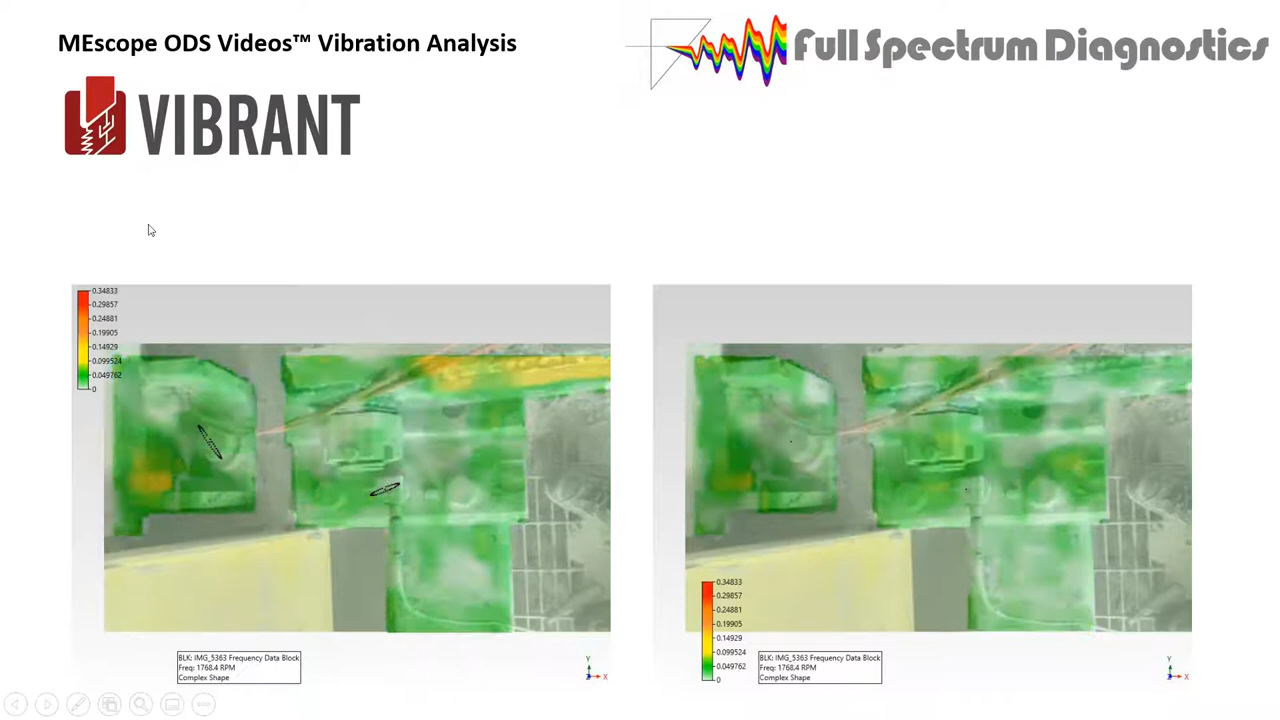 MEscope ODS Videos™ Vibration Analysis
Full Spectrum Diagnostics
VIBRANT
0.34833
0.29857
0.24881
0.19905
0.14929
0.099524
0.049762
0
BLK: IMG_5363 Frequency Data Block
Freq: 1768.4 RPM
Complex Shape
Y
Z
X
0.34833
0.29857
0.24881
0.19905
0.14929
0.099524
0.049762
0
BLK: IMG_5363 Frequency Data Block
Freq: 1768.4 RPM
Complex Shape
Y
Z
X